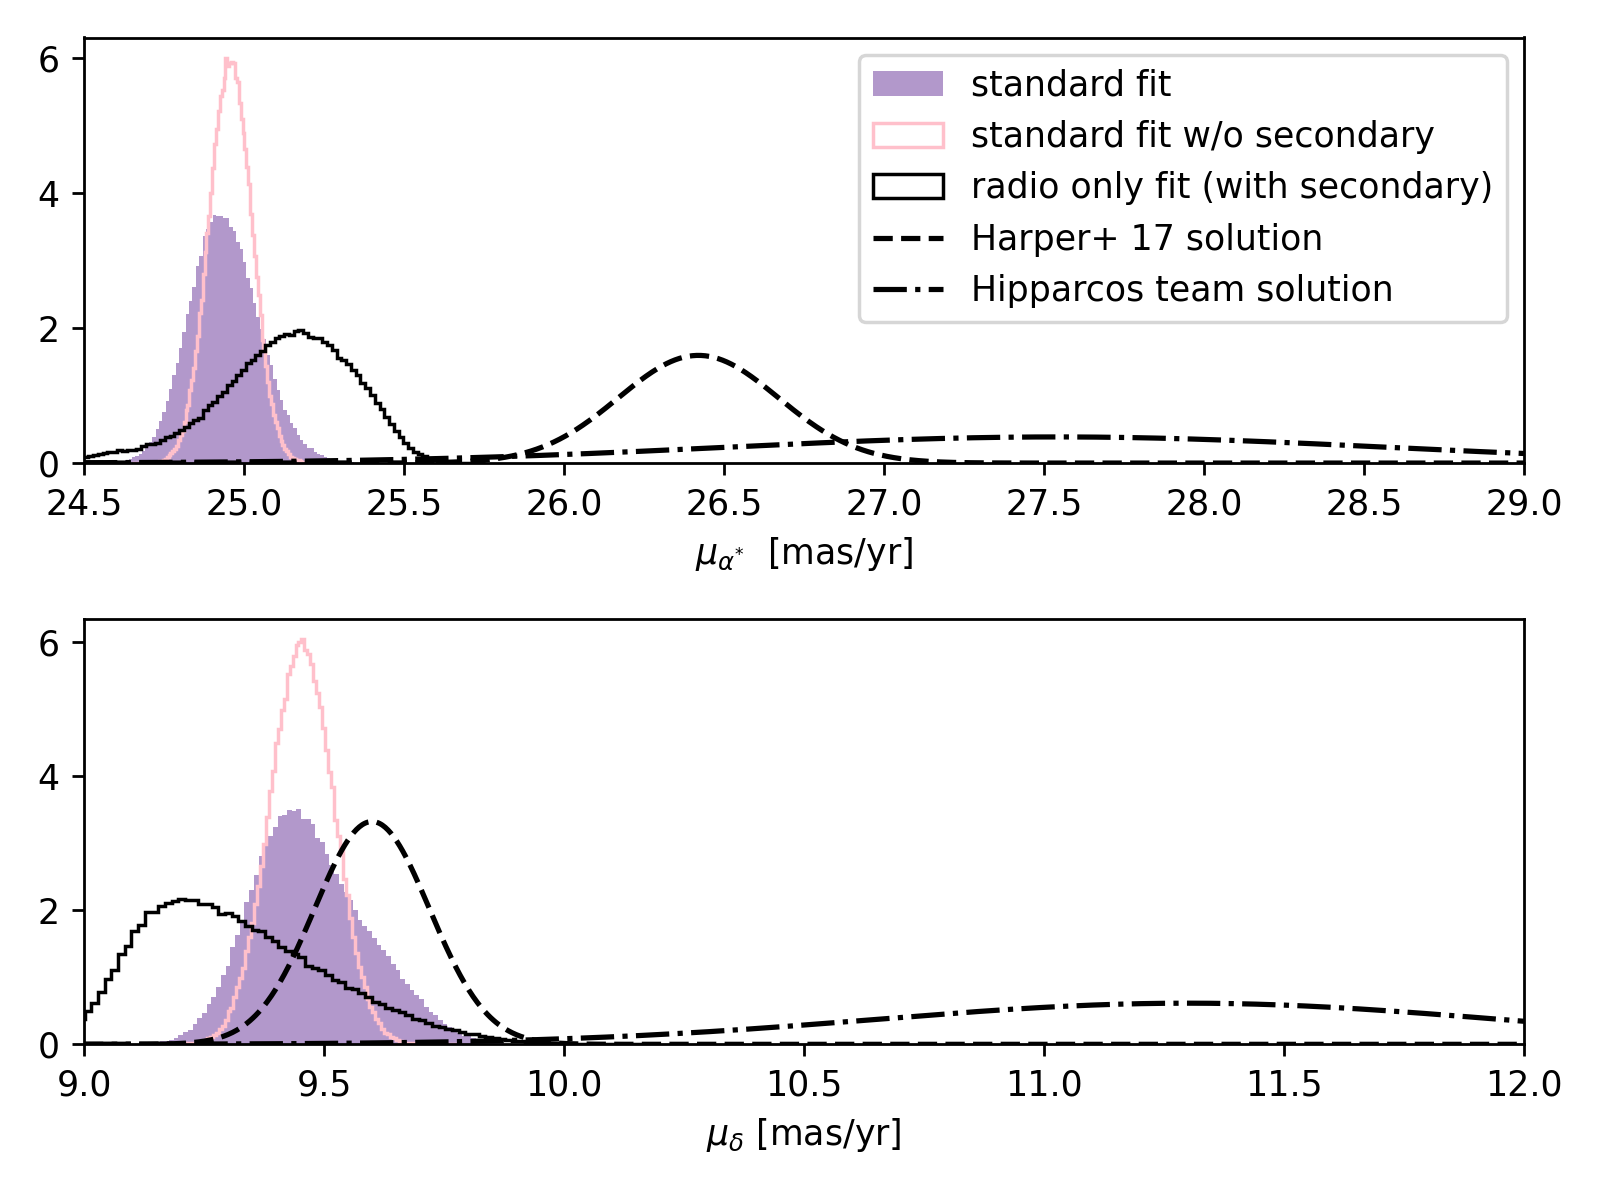 6
4
2
0
standard fit
standard fit w/o secondary
radio only fit (with secondary)
Harper+ 17 solution
Hipparcos team solution
24.5 25.0 25.5 26.0 26.5 27.0 27.5 28.0 28.5 29.0
μα* [mas/yr]
6
4
2
0
9.0 9.5 10.0 10.5 11.0 11.5 12.0
μδ [mas/yr]